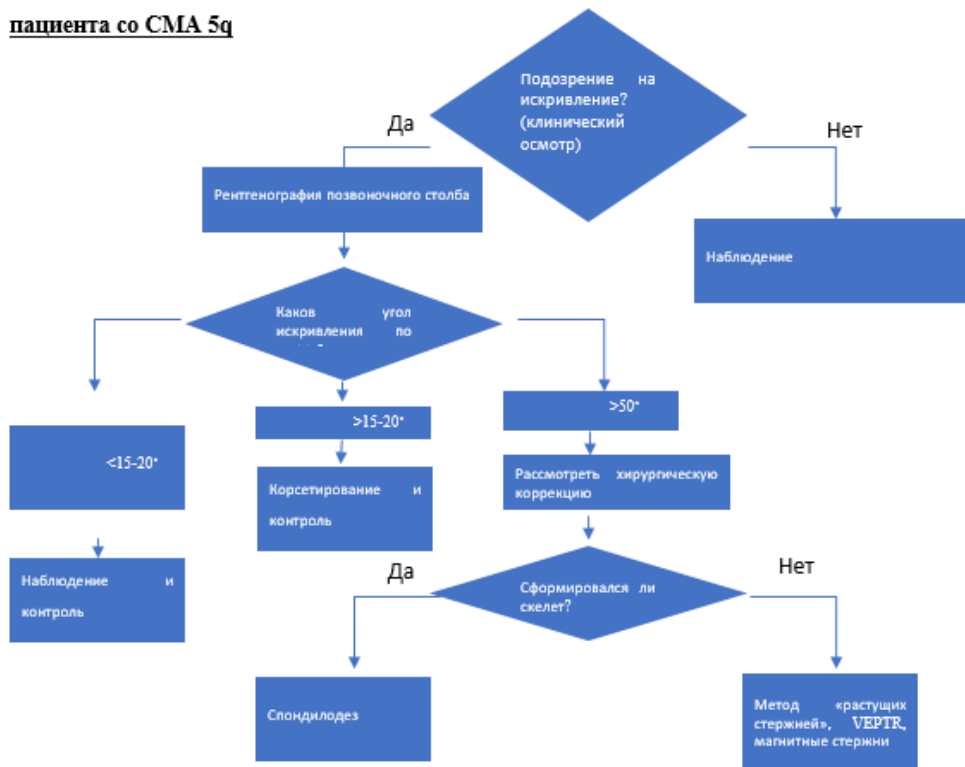 пациента со СМА 5q
Подозрение на
искривление?
(клинический
осмотр)
Да
Нет
Рентгенография позвоночного столба
Наблюдение
Каков угол
искривления по
<15-20°
>15-20°
>50°
Корсетирование и
контроль
Рассмотреть хирургическую
коррекцию
Наблюдение и
контроль
Да
Нет
Сформировался ли
скелет?
Спондилодез
Метод «растущих
стержней», VEPTR,
магнитные стержни